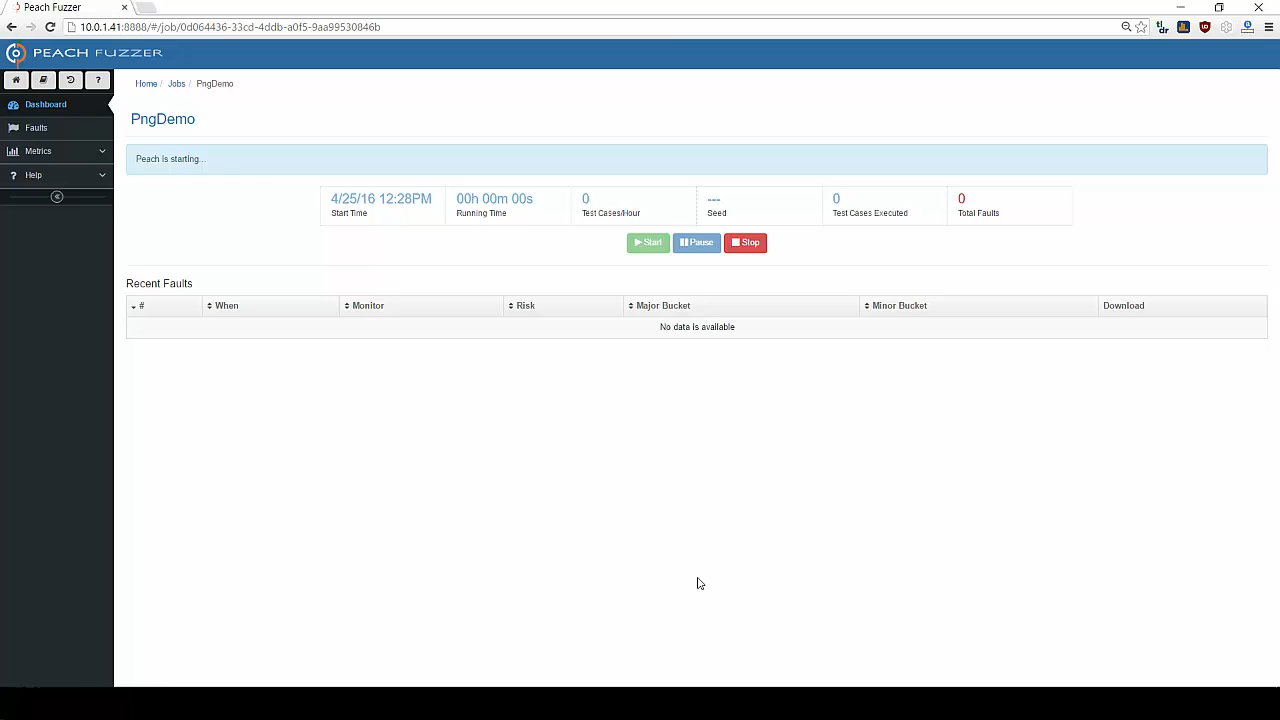 Peach Fuzzer
10.0.1.41:8888/#/job/0d064436-33cd-4ddb-a0f5-9aa99530846b
PEACH FUZZER
Home / Jobs / PngDemo
Dashboard
Faults
Metrics
? Help
PngDemo
Peach is starting...
4/25/16 12:28PM 00h 00m 00s 0 --- 0 0
Start Time Running Time Test Cases/Hour Seed Test Cases Executed Total Faults
Start Pause Stop
Recent Faults
# When Monitor Risk Major Bucket Minor Bucket Download
No data is available